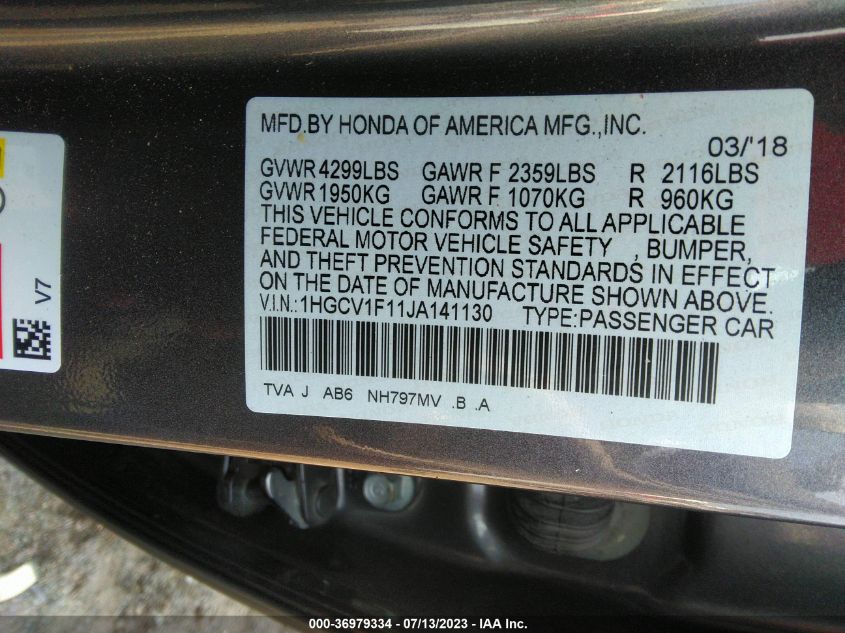 MFD.BY HONDA OF AMERICA MFG.,INC.
03/'18
GVWR 4299LBS GAWR F 2359LBS R 2116LBS
GVWR 1950KG GAWR F 1070KG R 960KG
THIS VEHICLE CONFORMS TO ALL APPLICABLE
FEDERAL MOTOR VEHICLE SAFETY , BUMPER,
AND THEFT PREVENTION STANDARDS IN EFFECT
ON THE DATE OF MANUFACTURE SHOWN ABOVE.
V.I.N.:1HGCV1F11JA141130 TYPE:PASSENGER CAR
TVA J AB6 NH797MV .B .A
V7
000-36979334 - 07/13/2023 - IAA Inc.